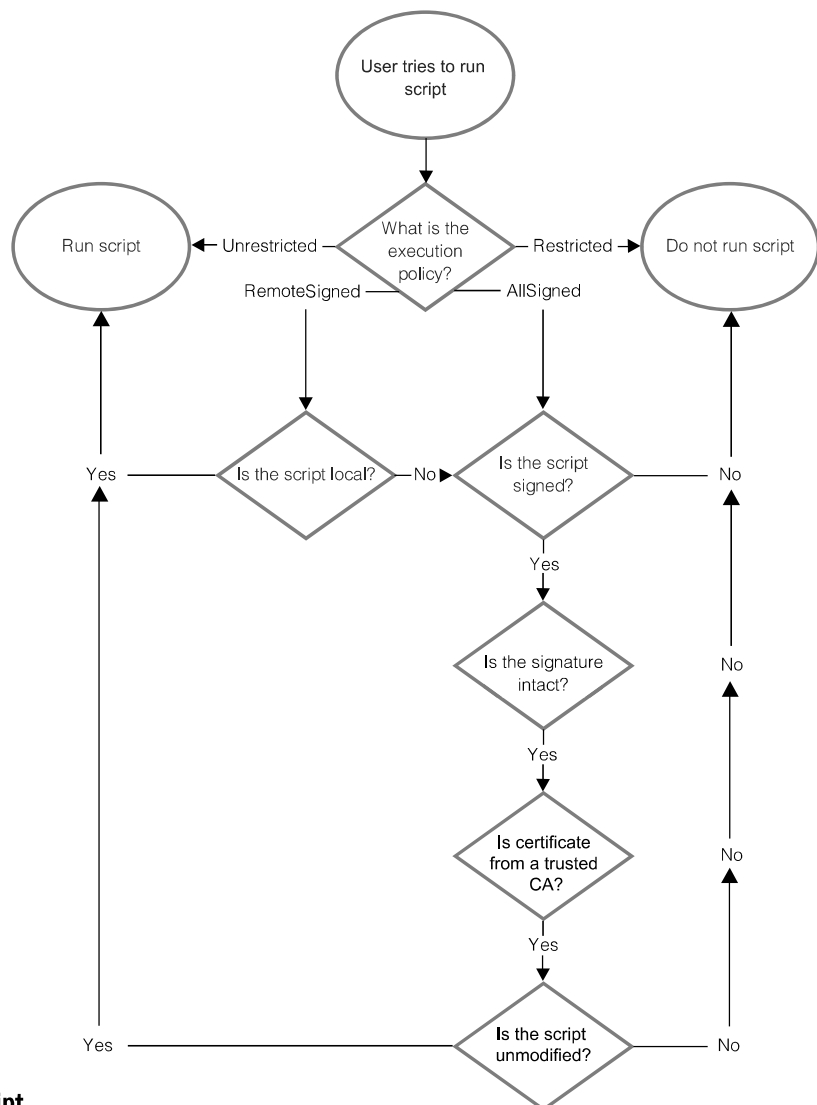 User tries to run
script
Run script
Unrestricted
What is the
execution
policy?
Restricted
Do not run script
RemoteSigned
AllSigned
Yes
Is the script local?
No
Is the script
signed?
No
Yes
Is the signature
intact?
No
Yes
Is certificate
from a trusted
CA?
No
Yes
Yes
Is the script
unmodified?
No